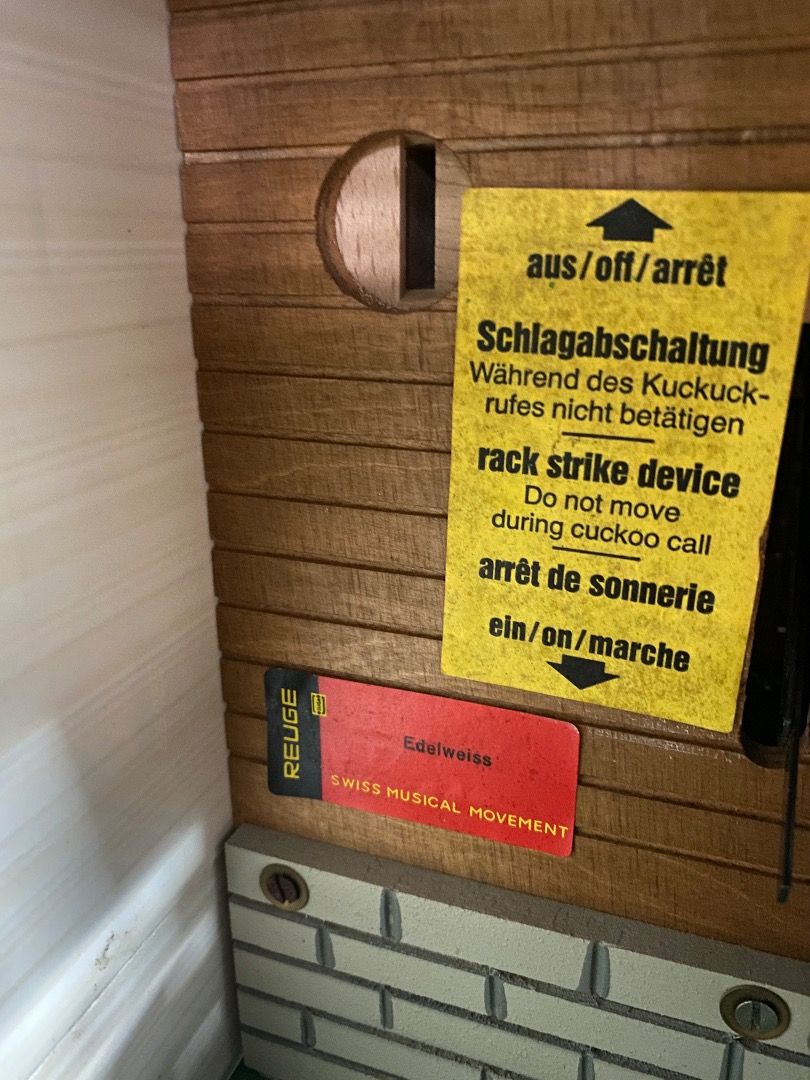 aus/off/arrêt
Schlagabschaltung
Während des Kuckuck-
rufes nicht betätigen
rack strike device
Do not move
during cuckoo call
arrêt de sonnerie
ein/on/marche
REUGE
Edelweiss
SWISS MUSICAL MOVEMENT